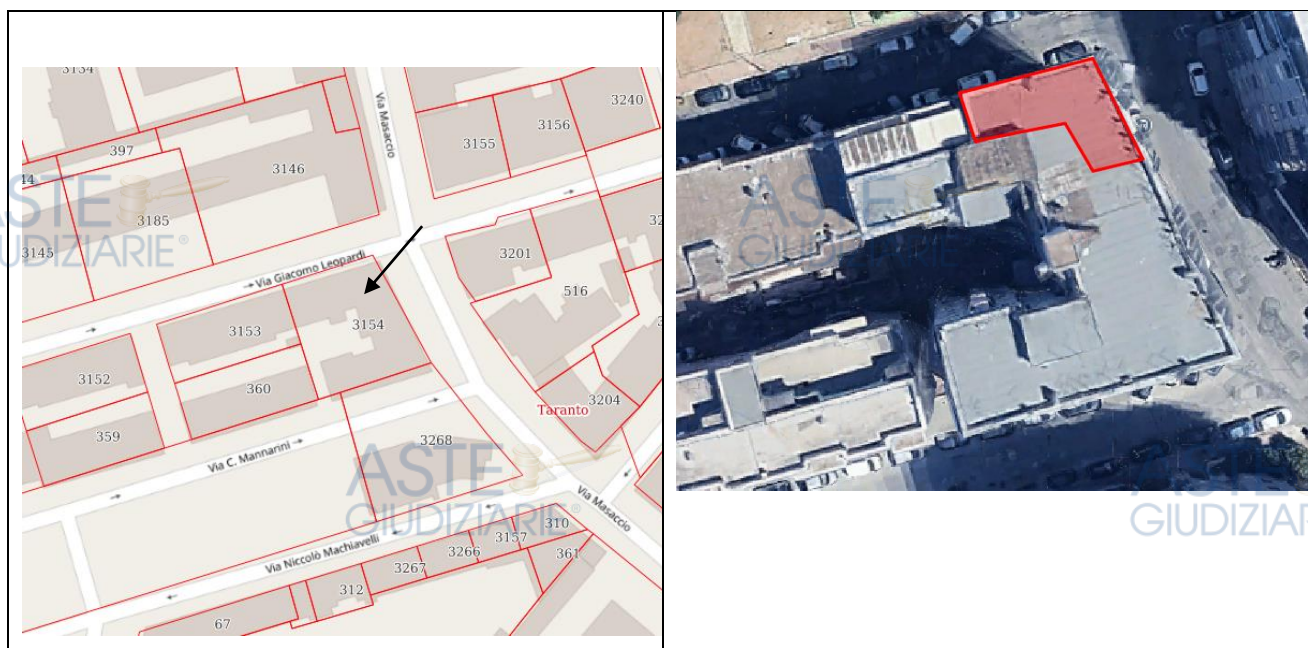 3134
Via Masaccio
3240
3156
3155
397
3146
3185
3145
ASTE
GIUDIZIARIE®
3201
Via Giacomo Leopardi
516
3153
3154
3152
360
359
3204
Taranto
3268
Via C. Mannarini
ASTE
GIUDIZIARIE®
Via Masaccio
310
3157
361
3266
Via Niccolò Machiavelli
3267
312
67
ASTE
GIUDIZIARIE®
GIUDIZIAR